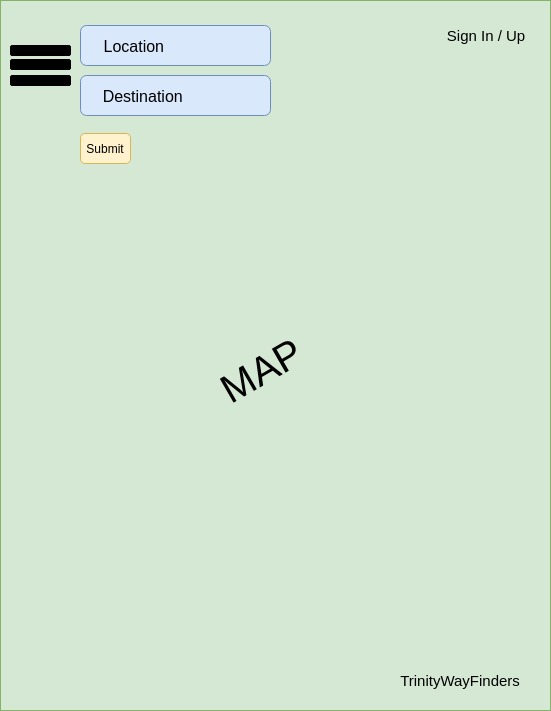 Location
Sign In / Up
Destination
Submit
MAP
TrinityWayFinders